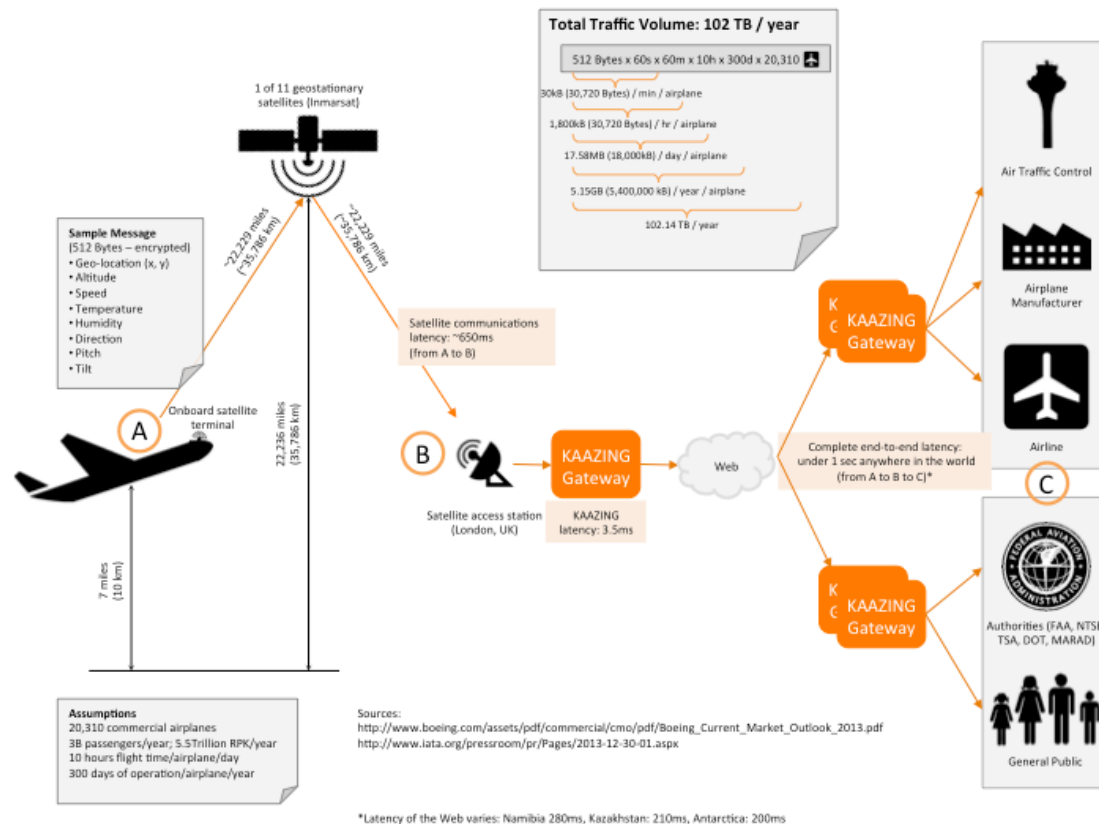 Total Traffic Volume: 102 TB / year
512 Bytes x 60s x 60m x 10h x 300d x 20,310
30kB (30,720 Bytes) / min / airplane
1,800kB (30,720 Bytes) / hr / airplane
17.58MB (18,000kB) / day / airplane
5.15GB (5,400,000 kB) / year / airplane
102.14 TB / year
1 of 11 geostationary
satellites (Inmarsat)
~22,229 miles
(~35,786 km)
~22,229 miles
(~35,786 km)
Sample Message
(512 Bytes – encrypted)
• Geo-location (x, y)
• Altitude
• Speed
• Temperature
• Humidity
• Direction
• Pitch
• Tilt
Satellite communications
latency: ~650ms
(from A to B)
A
Onboard satellite
terminal
22,236 miles
(35,786 km)
7 miles
(10 km)
B
Satellite access station
(London, UK)
KAAZING
Gateway
KAAZING
latency: 3.5ms
Web
K
G
KAAZING
Gateway
Complete end-to-end latency:
under 1 sec anywhere in the world
(from A to B to C)*
K
G
KAAZING
Gateway
Air Traffic Control
Airplane
Manufacturer
Airline
C
FEDERAL AVIATION
ADMINISTRATION
Authorities (FAA, NTSB
TSA, DOT, MARAD)
General Public
Assumptions
20,310 commercial airplanes
3B passengers/year; 5.5Trillion RPK/year
10 hours flight time/airplane/day
300 days of operation/airplane/year
Sources:
http://www.boeing.com/assets/pdf/commercial/cmo/pdf/Boeing_Current_Market_Outlook_2013.pdf
http://www.iata.org/pressroom/pr/Pages/2013-12-30-01.aspx
*Latency of the Web varies: Namibia 280ms, Kazakhstan: 210ms, Antarctica: 200ms